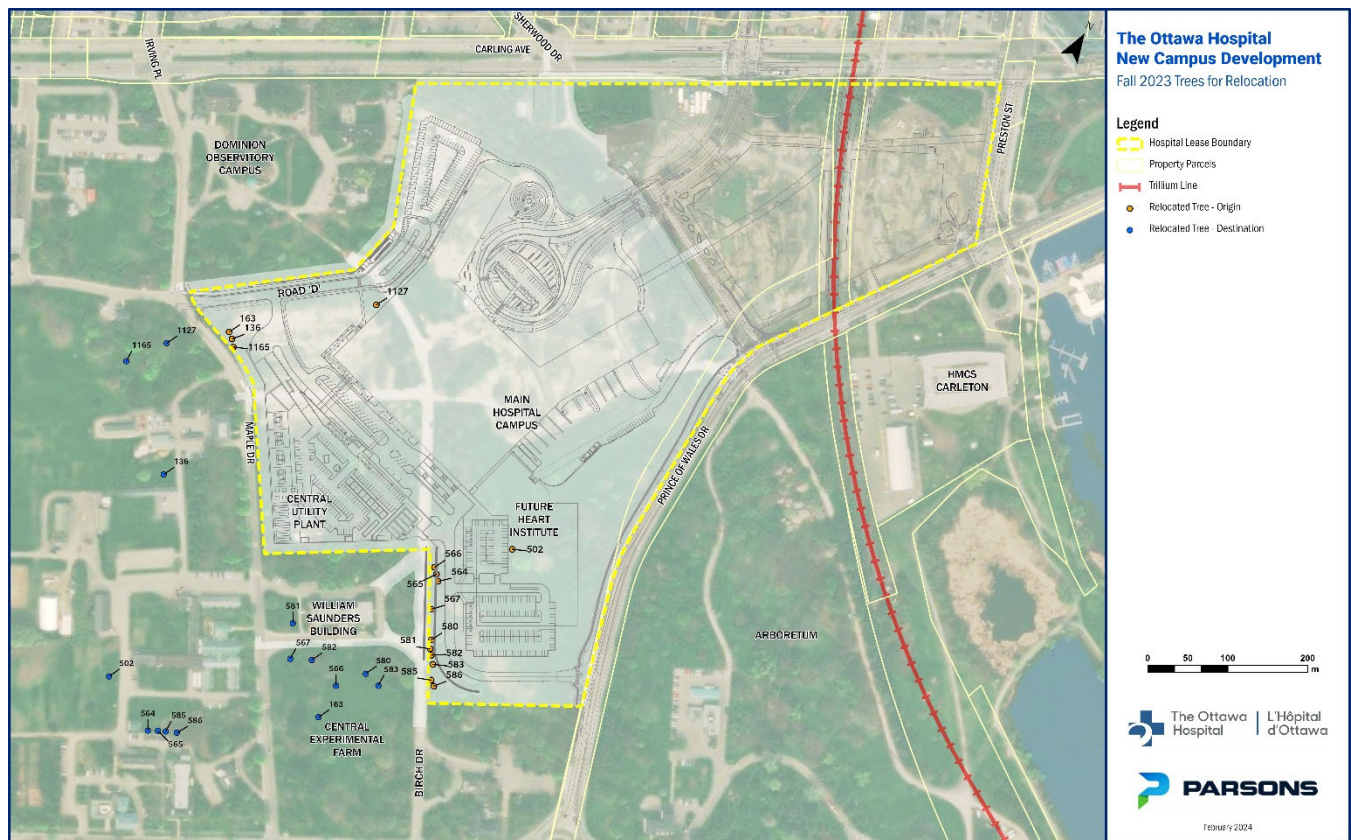 SHERWOOD DR
CARLING AVE
IRVING PL
N
DOMINION
OBSERVATORY
CAMPUS
PRESTON ST
ROAD 'D'
1127
163
136
1165
1127
1165
HMCS
CARLETON
MAIN
HOSPITAL
CAMPUS
MAPLE DR
PRINCE OF WALES DR
136
CENTRAL
UTILITY
PLANT
FUTURE
HEART
INSTITUTE
502
566
565
564
567
581
WILLIAM
SAUNDERS
BUILDING
580
581
582
583
585
586
ARBORETUM
567
582
566
580
583
502
163
564
585
586
565
CENTRAL
EXPERIMENTAL
FARM
BIRCH DR
The Ottawa Hospital
New Campus Development
Fall 2023 Trees for Relocation
Legend
Hospital Lease Boundary
Property Parcels
Trillium Line
Relocated Tree - Origin
Relocated Tree - Destination
0 50 100 200
m
The Ottawa
Hospital
L'Hôpital
d'Ottawa
PARSONS
February 2024